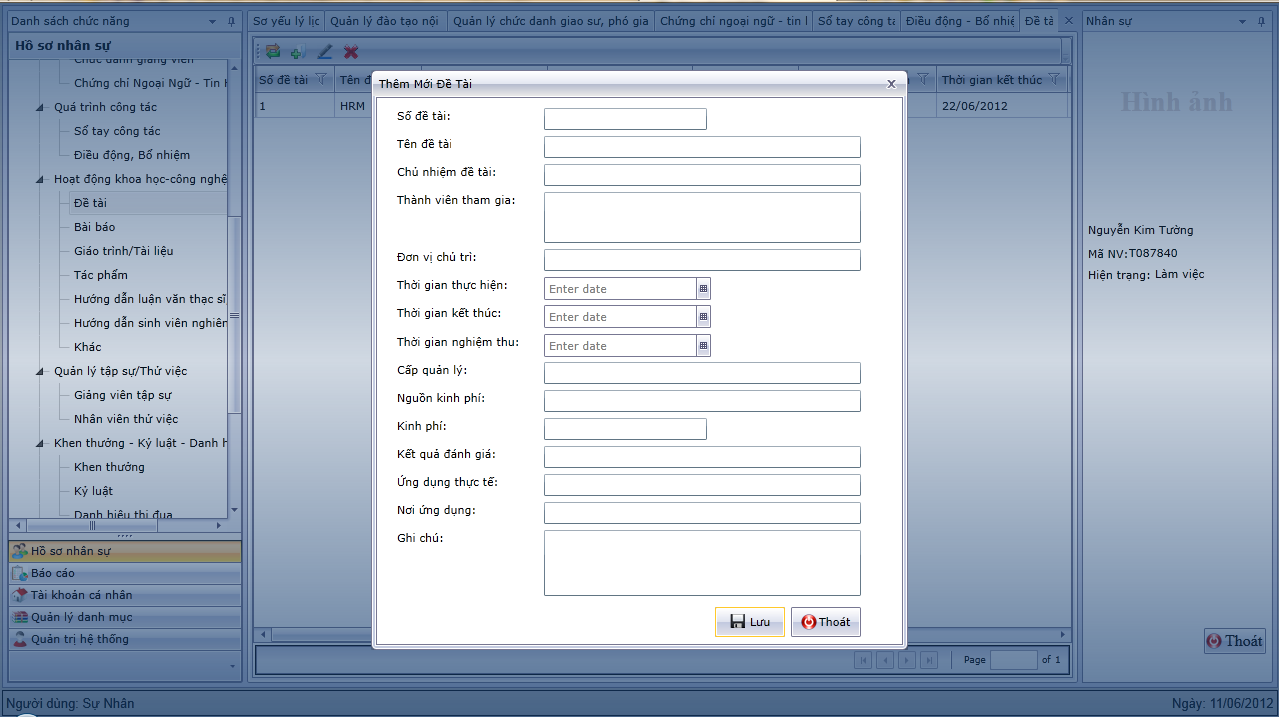 Danh sách chức năng
Hồ sơ nhân sự
Chức danh giảng viên
Chứng chỉ Ngoại Ngữ - Tin H
Quá trình công tác
Sổ tay công tác
Điều động, Bổ nhiệm
Hoạt động khoa học-công nghệ
Đề tài
Bài báo
Giáo trình/Tài liệu
Tác phẩm
Hướng dẫn luận văn thạc sĩ
Hướng dẫn sinh viên nghiên
Khác
Quản lý tập sự/Thử việc
Giảng viên tập sự
Nhân viên thử việc
Khen thưởng - Kỷ luật - Danh h
Khen thưởng
Kỷ luật
Danh hiệu thi đua
Hồ sơ nhân sự
Báo cáo
Tài khoản cá nhân
Quản lý danh mục
Quản trị hệ thống
Sơ yếu lý lịc
Quản lý đào tạo nội
Quản lý chức danh giáo sư, phó giá
Chứng chỉ ngoại ngữ - tin l
Sổ tay công tá
Điều động - Bổ nhiệ
Đề tà
Số đề tài
Tên đ
Thời gian kết thúc
1
HRM
22/06/2012
Thêm Mới Đề Tài
Số đề tài:
Tên đề tài
Chủ nhiệm đề tài:
Thành viên tham gia:
Đơn vị chủ trì:
Thời gian thực hiện: Enter date
Thời gian kết thúc: Enter date
Thời gian nghiệm thu: Enter date
Cấp quản lý:
Nguồn kinh phí:
Kinh phí:
Kết quả đánh giá:
Ứng dụng thực tế:
Nơi ứng dụng:
Ghi chú:
Lưu
Thoát
Page of 1
Nhân sự
Hình ảnh
Nguyễn Kim Tường
Mã NV:T087840
Hiện trạng: Làm việc
Thoát
Người dùng: Sự Nhân
Ngày: 11/06/2012